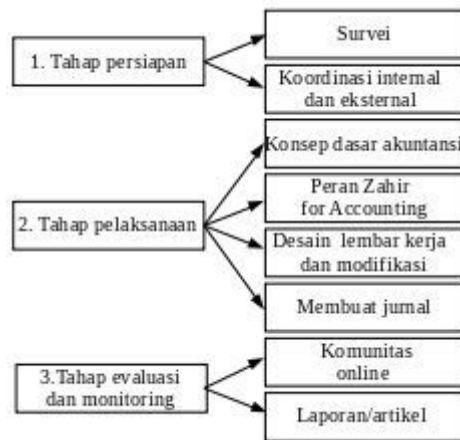 1. Tahap persiapan
Survei
Koordinasi internal
dan eksternal
2. Tahap pelaksanaan
Konsep dasar akuntansi
Peran Zahir
for Accounting
Desain lembar kerja
dan modifikasi
Membuat jurnal
3.Tahap evaluasi
dan monitoring
Komunitas
online
Laporan/artikel